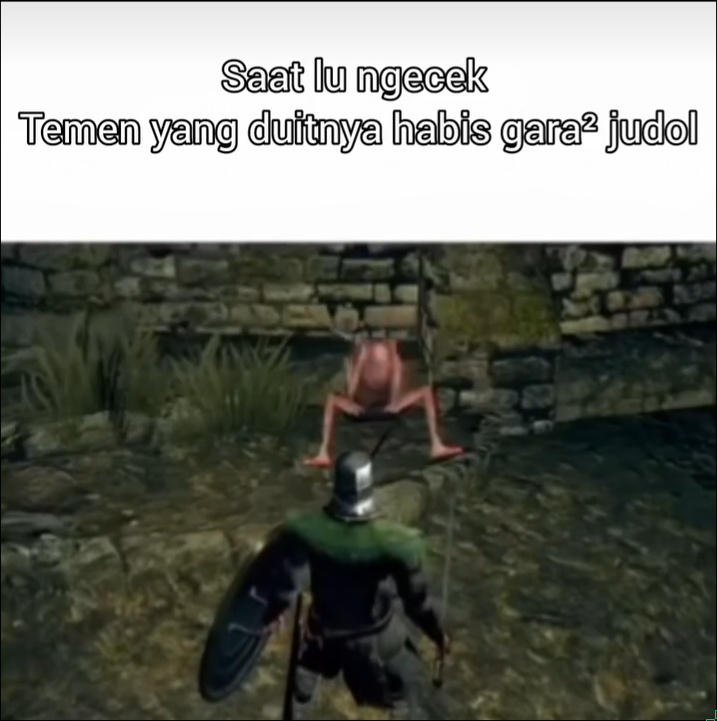 Saat lu ngecek
Temen yang duitnya habis gara² judol